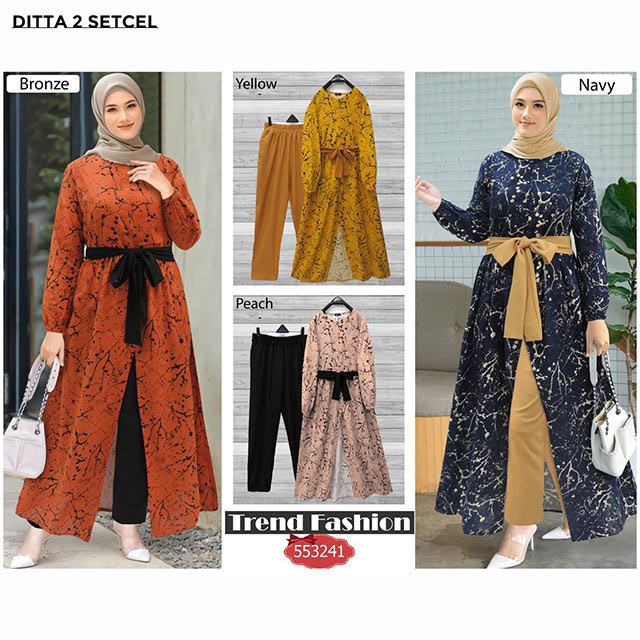 DITTA 2 SETCEL
Bronze
Yellow
Navy
Peach
Trend Fashion
553241